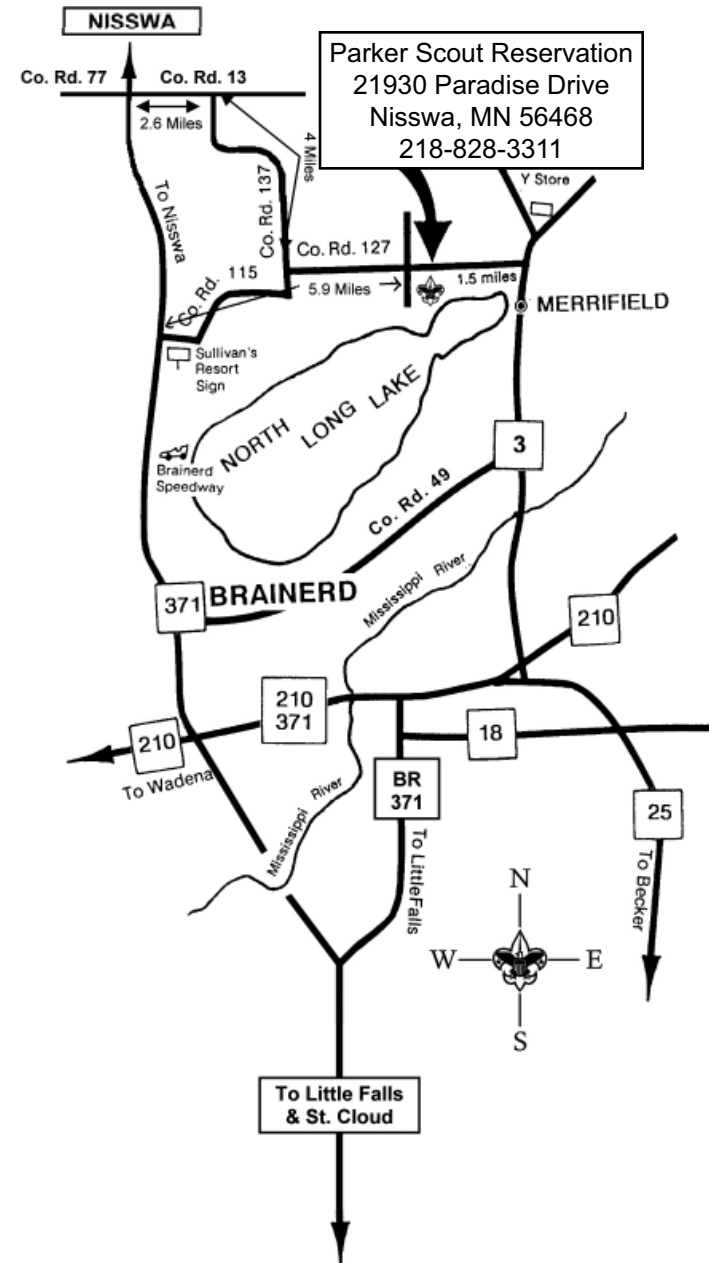 NISSWA
Parker Scout Reservation
21930 Paradise Drive
Nisswa, MN 56468
218-828-3311
Co. Rd. 77
Co. Rd. 13
2.6 Miles
4 Miles
To Nisswa
Co. Rd. 137
Y Store
Co. Rd. 127
Co. Rd. 115
5.9 Miles
1.5 miles
MERRIFIELD
Sullivan's
Resort
Sign
NORTH LONG LAKE
3
Brainerd
Speedway
Co. Rd. 49
Mississippi River
371
BRAINERD
210
210
371
210
18
To Wadena
BR
371
25
Mississippi River
To LittleFalls
To Becker
N
W
E
S
To Little Falls
& St. Cloud